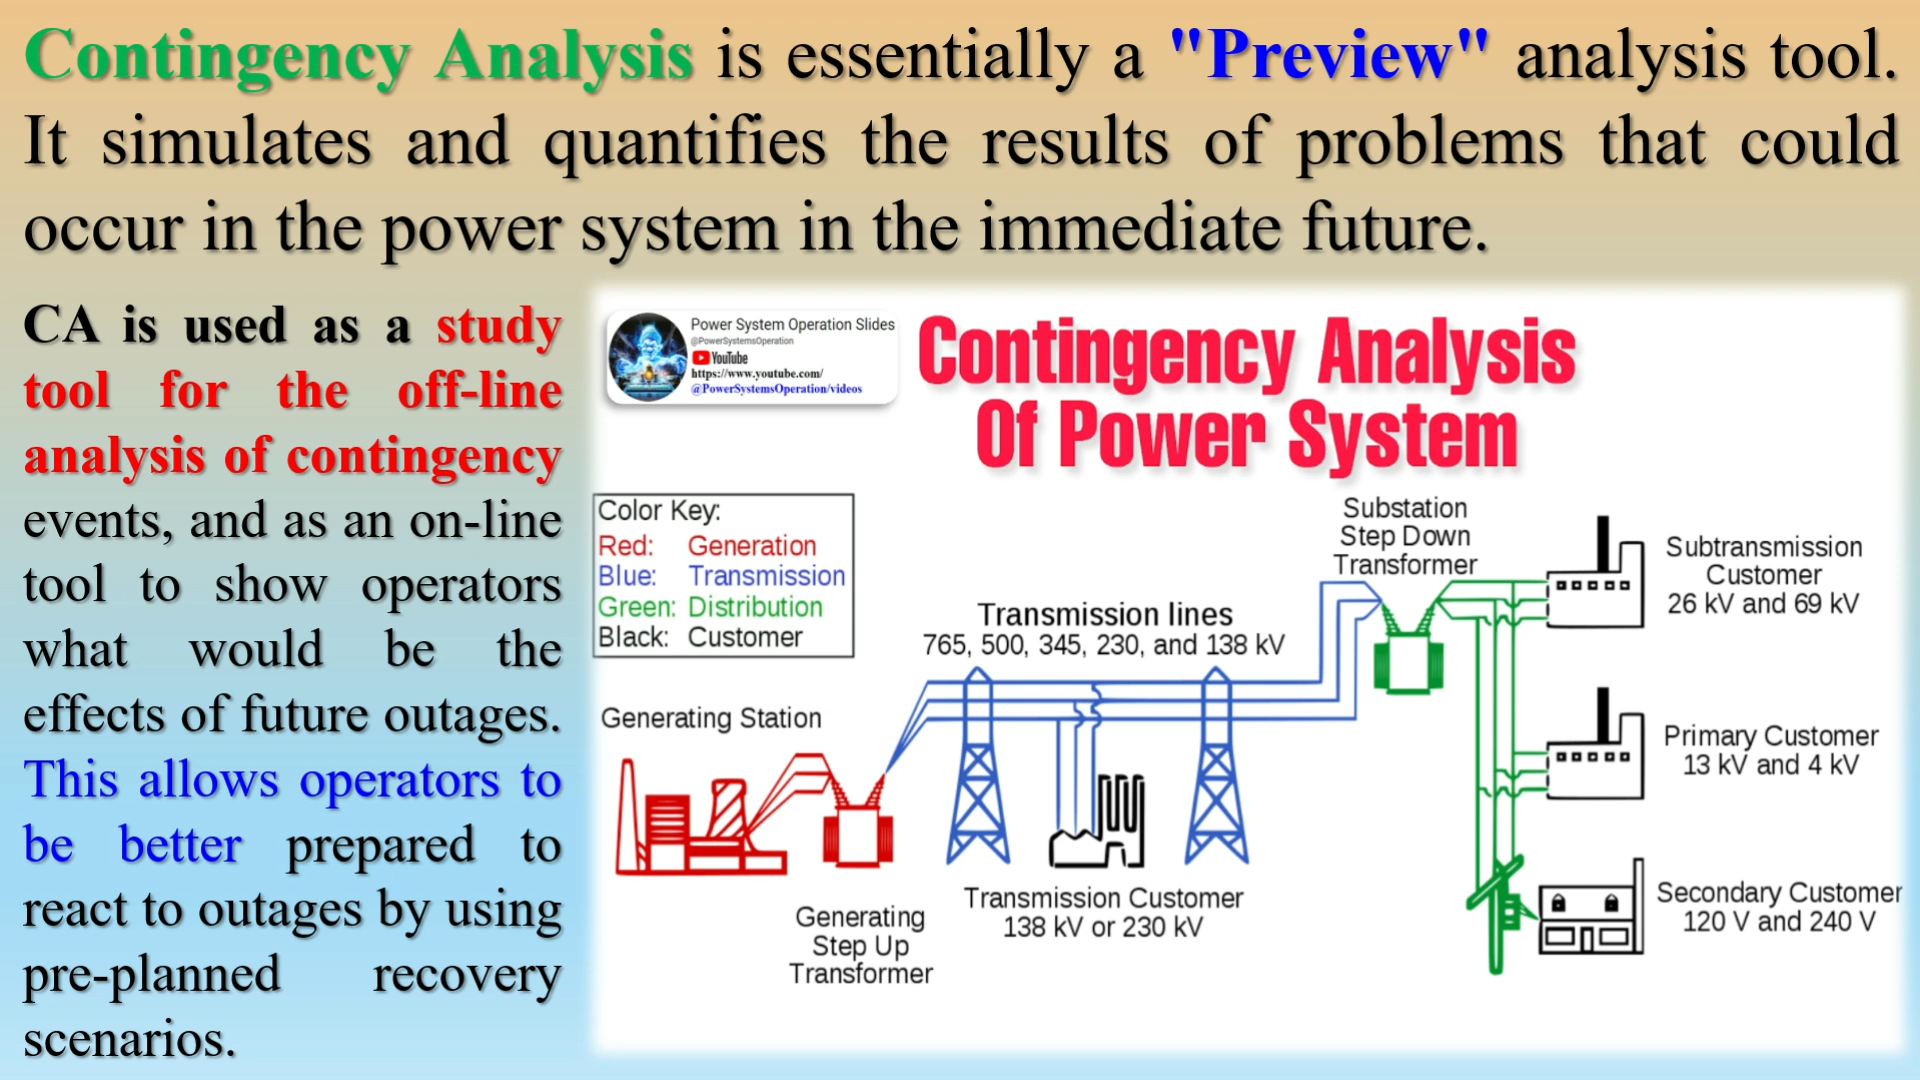 Contingency Analysis is essentially a "Preview" analysis tool.
It simulates and quantifies the results of problems that could
occur in the power system in the immediate future.
CA is used as a study
tool for the off-line
analysis of contingency
events, and as an on-line
tool to show operators
what would be the
effects of future outages.
This allows operators to
be better prepared to
react to outages by using
pre-planned recovery
scenarios.
Power System Operation Slides
@PowerSystemsOperation
YouTube
https://www.youtube.com/
@PowerSystemsOperation/videos
Contingency Analysis
Of Power System
Color Key:
Red: Generation
Blue: Transmission
Green: Distribution
Black: Customer
Generating Station
Generating
Step Up
Transformer
Transmission lines
765, 500, 345, 230, and 138 kV
Transmission Customer
138 kV or 230 kV
Substation
Step Down
Transformer
Subtransmission
Customer
26 kV and 69 kV
Primary Customer
13 kV and 4 kV
Secondary Customer
120 V and 240 V